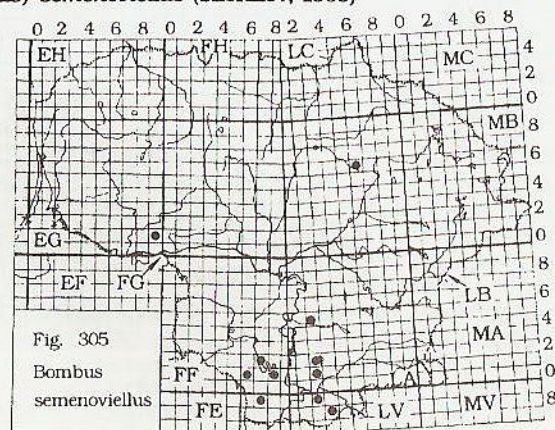 0 2 4 6 8 0 2 4 6 8 2 4 6 8 0 2 4 6 8
EH FH LC MC
4
2
0
MB
8
6
4
2
EG 0
EF FG 8
LB
6
Fig. 305 MA
4
Bombus 2
FF 0
semenoviellus
FE LV MV 8